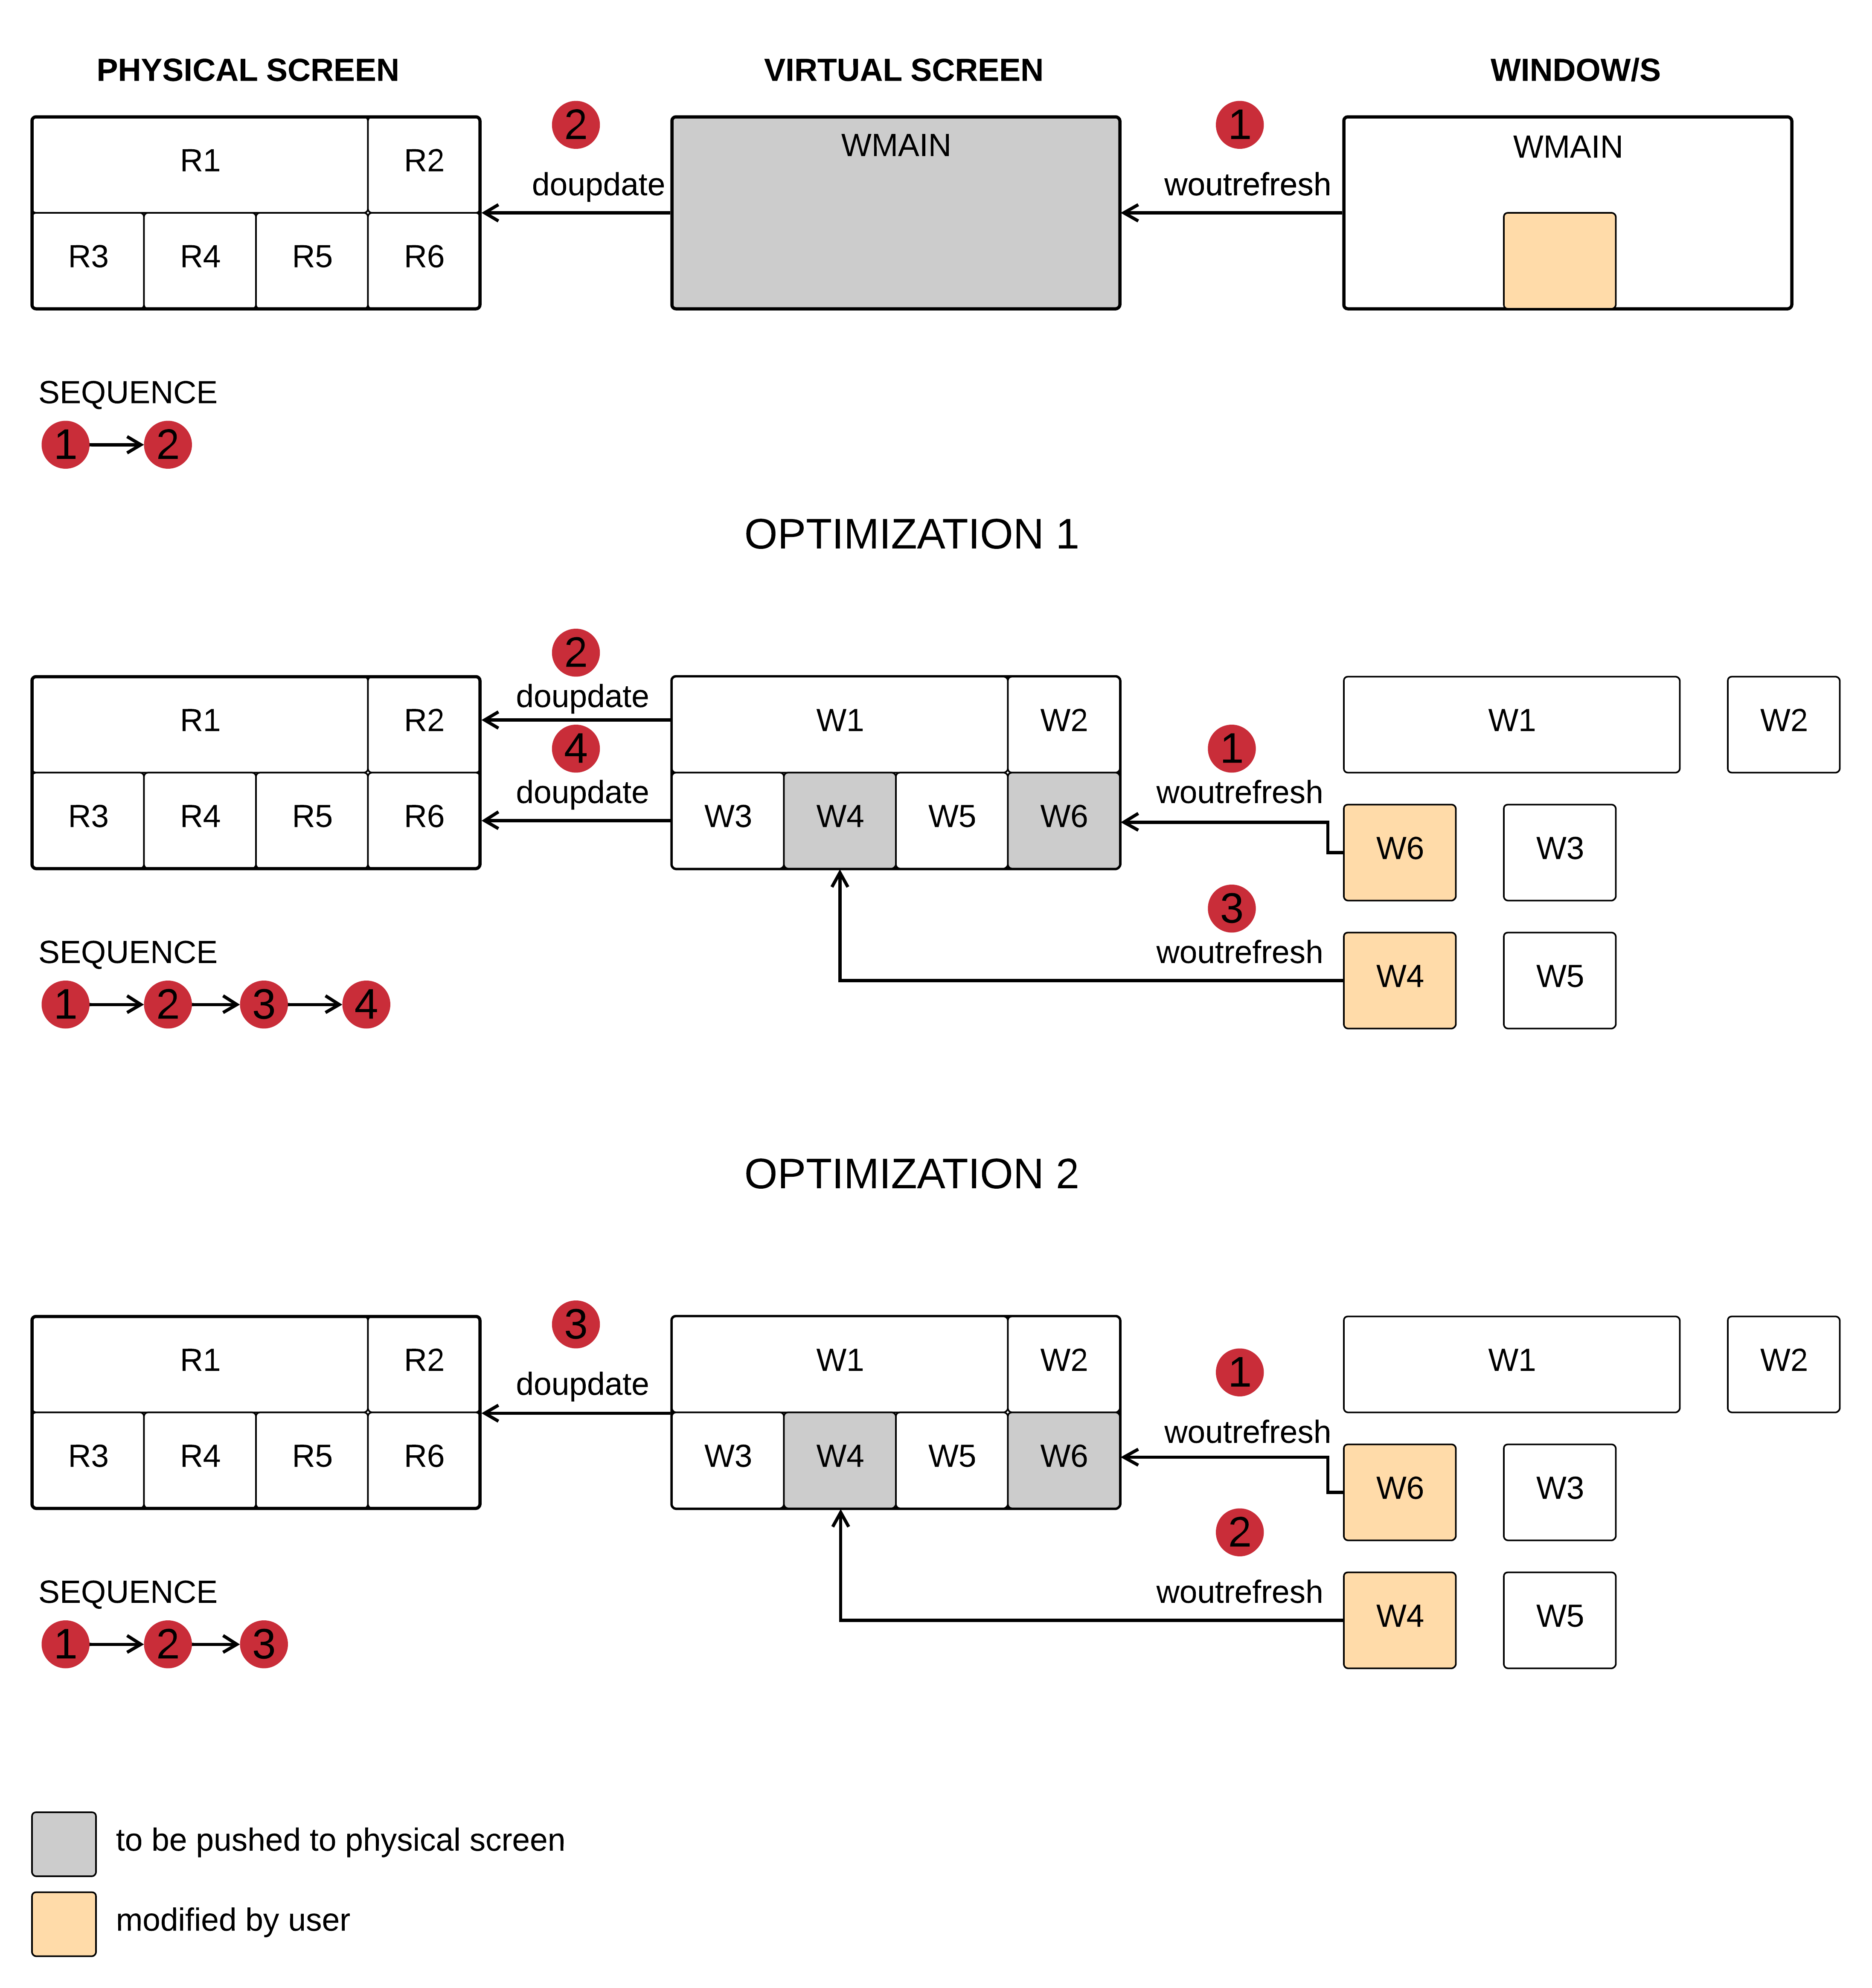 PHYSICAL SCREEN VIRTUAL SCREEN WINDOW/S
2 1
WMAIN WMAIN
R1 R2
doupdate woutrefresh
R3 R4 R5 R6
SEQUENCE
1 2
OPTIMIZATION 1
2
doupdate
R1 R2 W1 W2 W1 W2
4 1
doupdate woutrefresh
R3 R4 R5 R6 W3 W4 W5 W6
W6 W3
3
SEQUENCE woutrefresh
W4 W5
1 2 3 4
OPTIMIZATION 2
3
R1 R2 W1 W2 W1 W2
1
doupdate
woutrefresh
R3 R4 R5 R6 W3 W4 W5 W6
W6 W3
2
SEQUENCE woutrefresh
W4 W5
1 2 3
to be pushed to physical screen
modified by user